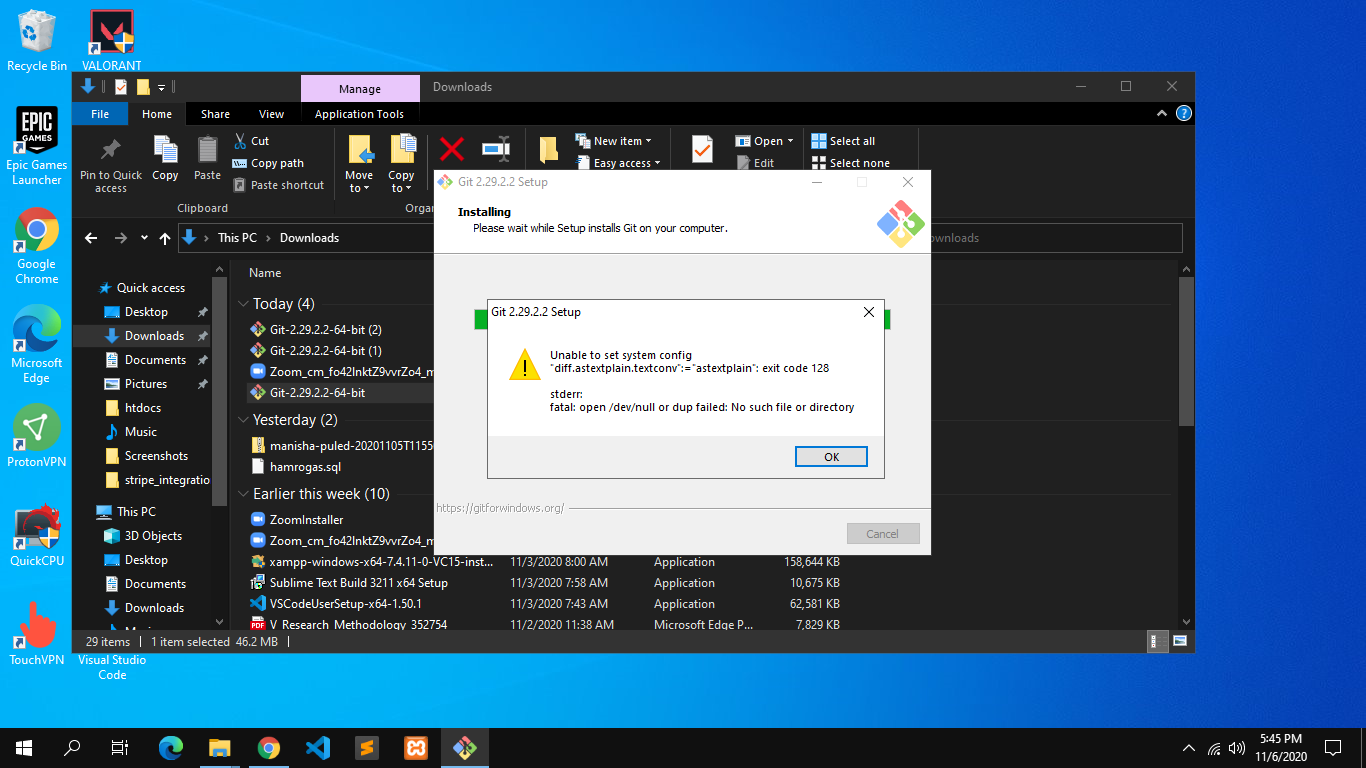 Recycle Bin
VALORANT
EPIC
GAMES
Epic Games
Launcher
Google
Chrome
Microsoft
Edge
ProtonVPN
QuickCPU
TouchVPN
Visual Studio
Code
Manage
Downloads
File
Home
Share
View
Application Tools
Pin to Quick
access
Copy
Paste
Cut
Copy path
Paste shortcut
Clipboard
Move
to
Copy
to
Organ
New item
Easy access
Open
Edit
Select all
Select none
This PC
Downloads
Quick access
Desktop
Downloads
Documents
Pictures
htdocs
Music
Screenshots
stripe_integratio
This PC
3D Objects
Desktop
Documents
Downloads
Name
Today (4)
Git-2.29.2.2-64-bit (2)
Git-2.29.2.2-64-bit (1)
Zoom_cm_fo42lnktZ9vvrZo4_m
Git-2.29.2.2-64-bit
Yesterday (2)
manisha-puled-20201105T1155
hamrogas.sql
Earlier this week (10)
ZoomInstaller
Zoom_cm_fo42lnktZ9vvrZo4_m
xampp-windows-x64-7.4.11-0-VC15-inst... 11/3/2020 8:00 AM Application 158,644 KB
Sublime Text Build 3211 x64 Setup 11/3/2020 7:58 AM Application 10,675 KB
VSCodeUserSetup-x64-1.50.1 11/3/2020 7:43 AM Application 62,581 KB
PDF V_Research_Methodology_352754 11/2/2020 11:38 AM Microsoft Edge P... 7,829 KB
29 items 1 item selected 46.2 MB
Git 2.29.2.2 Setup
Installing
Please wait while Setup installs Git on your computer.
Git 2.29.2.2 Setup
Unable to set system config
"diff.astextplain.textconv":="astextplain": exit code 128
stderr:
fatal: open /dev/null or dup failed: No such file or directory
OK
https://gitforwindows.org/
Cancel
5:45 PM
11/6/2020